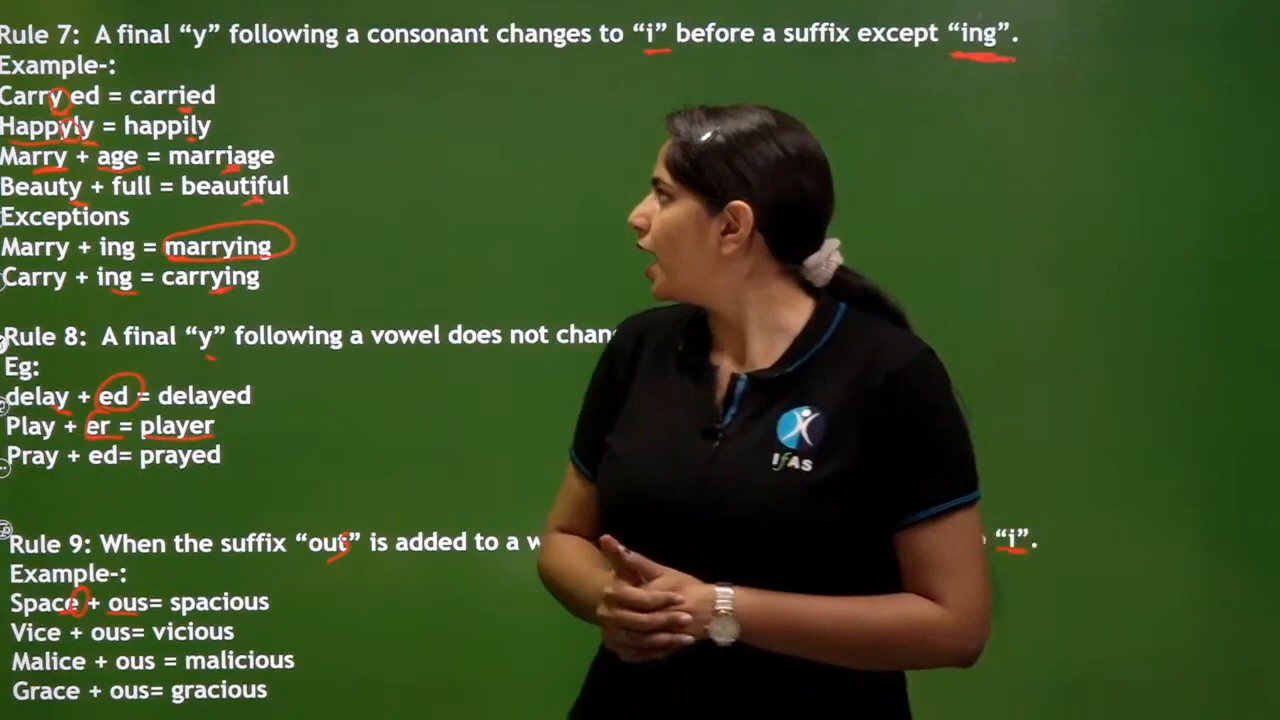 Rule 7: A final “y” following a consonant changes to “i” before a suffix except “ing”.
Example-:
Carry ed = carried
Happyly = happily
Marry + age = marriage
Beauty + full = beautiful
Exceptions
Marry + ing = marrying
Carry + ing = carrying
Rule 8: A final “y” following a vowel does not chan
Eg:
delay + ed = delayed
Play + er = player
Pray + ed= prayed
Rule 9: When the suffix “out” is added to a w “i”.
Example-:
Space + ous= spacious
Vice + ous= vicious
Malice + ous = malicious
Grace + ous= gracious
IFAS